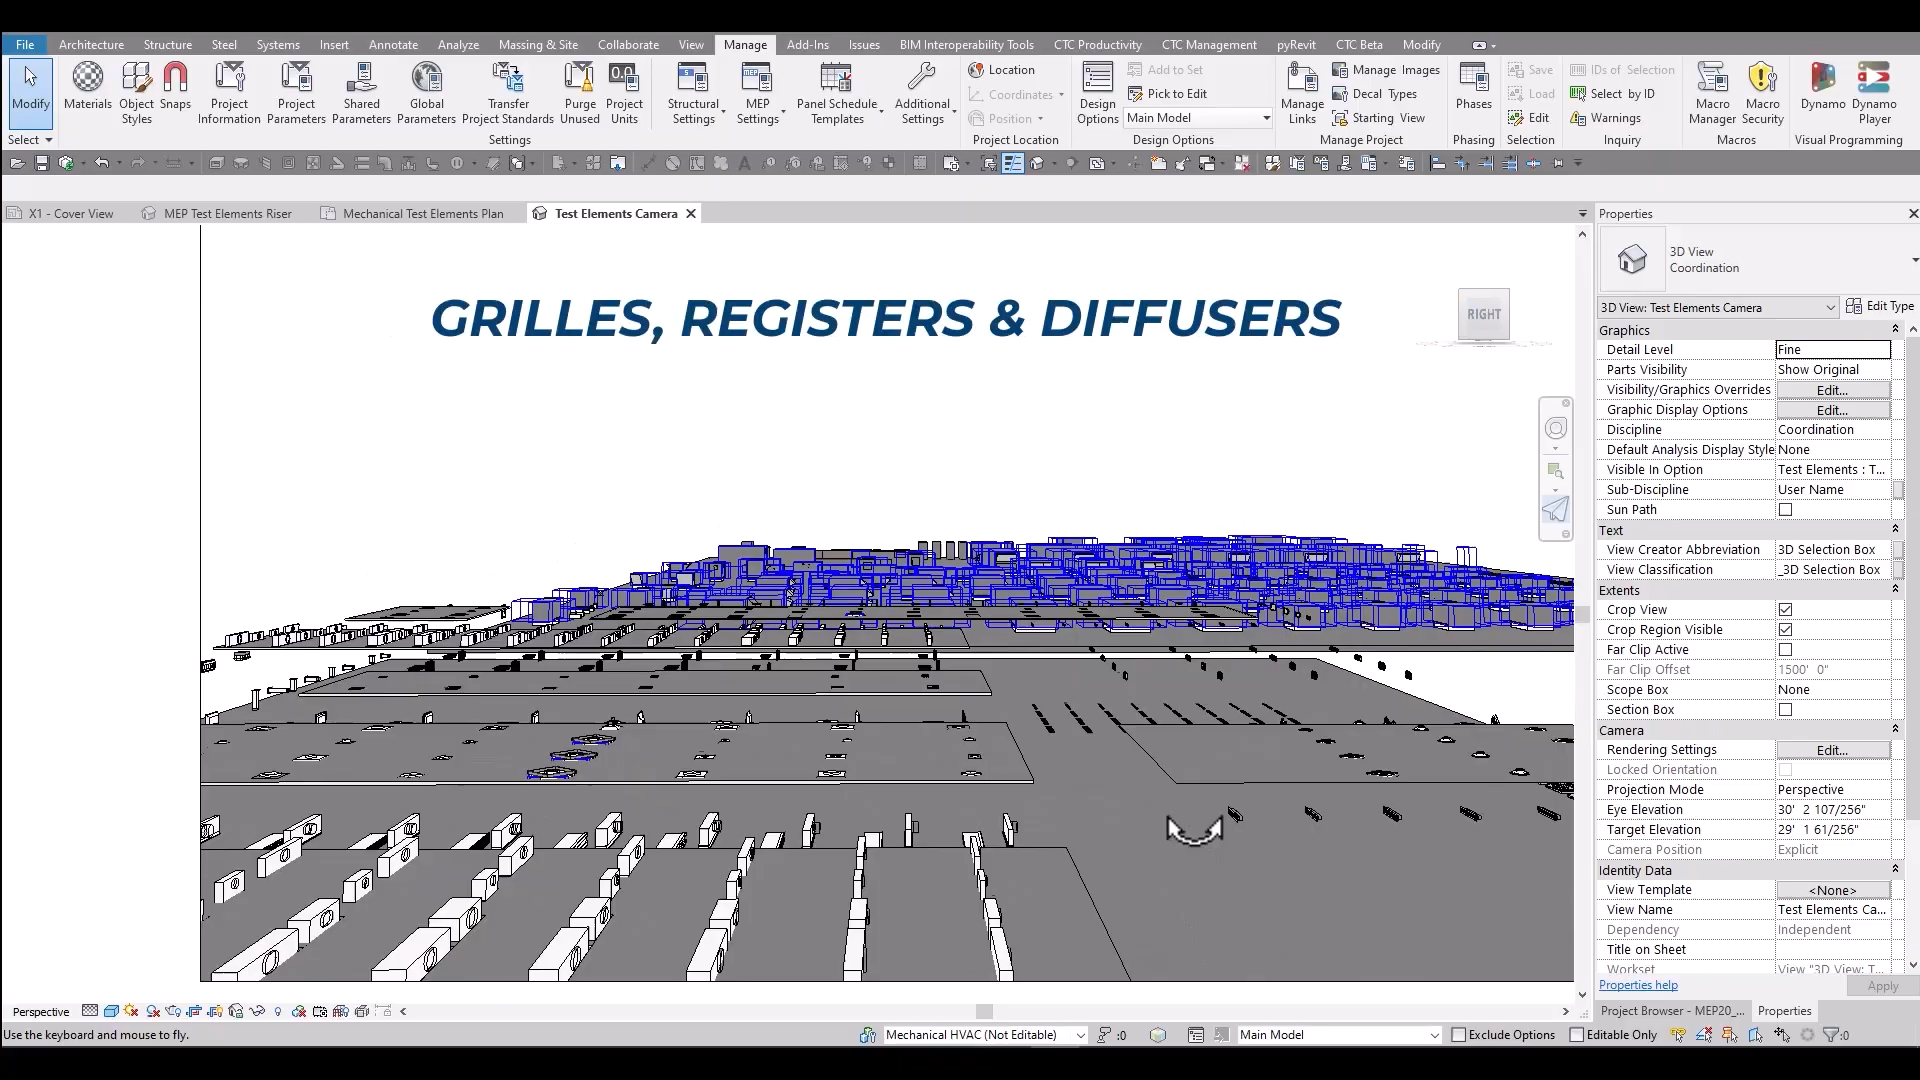 File Architecture Structure Steel Systems Insert Annotate Analyze Massing & Site Collaborate View Manage Add-Ins Issues BIM Interoperability Tools CTC Productivity CTC Management pyRevit CTC Beta Modify
Modify
Materials
Object Styles
Snaps
Project Information
Project Parameters
Shared Parameters
Global Parameters
Transfer Project Standards
Purge Unused
Project Units
0.0
Structural Settings
MEP Settings
Panel Schedule Templates
Additional Settings
Location
Coordinates
Position
Design Options
Add to Set
Pick to Edit
Main Model
Manage Links
Manage Images
Decal Types
Starting View
Phases
Save
Load
Edit
IDs of Selection
Select by ID
Warnings
Macro Manager
Macro Security
Dynamo
Dynamo Player
Select Settings Project Location Design Options Manage Project Phasing Selection Inquiry Macros Visual Programming
X1 - Cover View MEP Test Elements Riser Mechanical Test Elements Plan Test Elements Camera
GRILLES, REGISTERS & DIFFUSERS
RIGHT
Properties
3D View
Coordination
3D View: Test Elements Camera Edit Type
Graphics
Detail Level Fine
Parts Visibility Show Original
Visibility/Graphics Overrides Edit...
Graphic Display Options Edit...
Discipline Coordination
Default Analysis Display Style None
Visible In Option Test Elements : T...
Sub-Discipline User Name
Sun Path
Text
View Creator Abbreviation 3D Selection Box
View Classification _3D Selection Box
Extents
Crop View
Crop Region Visible
Far Clip Active
Far Clip Offset 1500' 0"
Scope Box None
Section Box
Camera
Rendering Settings Edit...
Locked Orientation
Projection Mode Perspective
Eye Elevation 30' 2 107/256"
Target Elevation 29' 1 61/256"
Camera Position Explicit
Identity Data
View Template <None>
View Name Test Elements Ca...
Dependency Independent
Title on Sheet
Workset View "3D View: T...
Properties help Apply
Project Browser - MEP20_... Properties
Perspective
Use the keyboard and mouse to fly.
Mechanical HVAC (Not Editable) :0 Main Model Exclude Options Editable Only :0